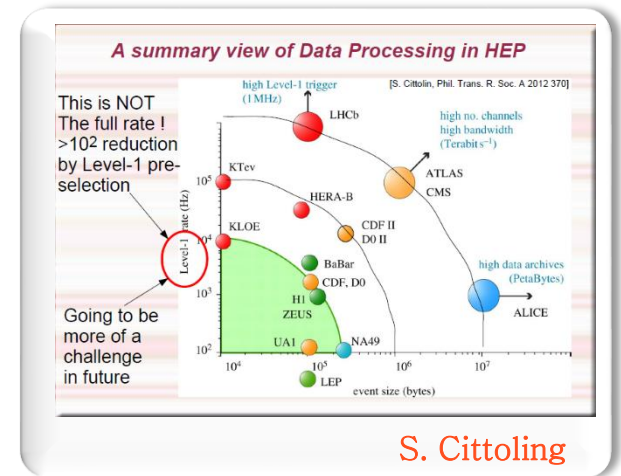 A summary view of Data Processing in HEP
[S. Cittolin, Phil. Trans. R. Soc. A 2012 370]
This is NOT
The full rate !
>10² reduction
by Level-1 pre-
selection
Going to be
more of a
challenge
in future
high Level-1 trigger
(1MHz)
LHCb
high no. channels
high bandwidth
(Terabits⁻¹)
ATLAS
CMS
KTev
HERA-B
KLOE
CDF II
D0 II
BaBar
CDF, D0
H1
ZEUS
high data archives
(PetaBytes)
ALICE
UA1
NA49
LEP
Level-1 rate (Hz)
10⁵
10⁴
10³
10²
10⁴
10⁵
10⁶
10⁷
event size (bytes)
S. Cittoling